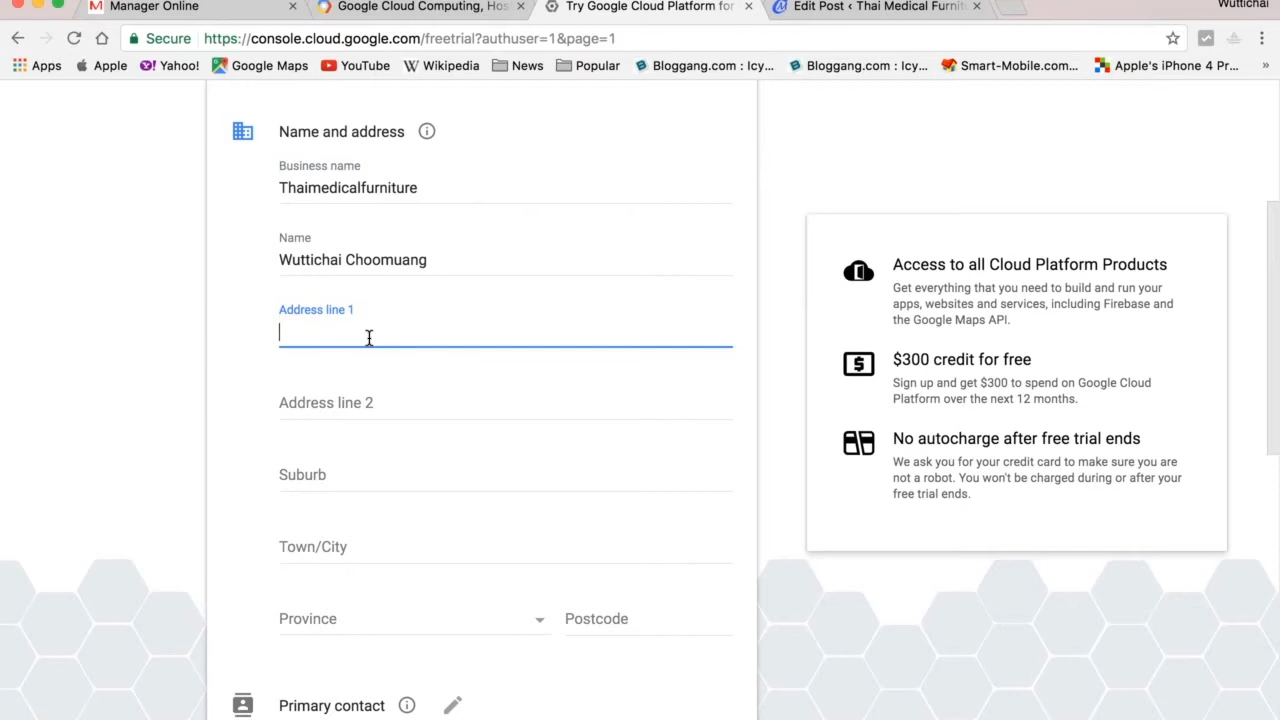 Manager Online
Google Cloud Computing, Hos
Try Google Cloud Platform for
Edit Post ‹ Thai Medical Furnit
Wuttichai
Secure https://console.cloud.google.com/freetrial?authuser=1&page=1
Apps Apple Yahoo! Google Maps YouTube Wikipedia News Popular Bloggang.com : Icy... Bloggang.com : Icy... Smart-Mobile.com... Apple's iPhone 4 Pr... »
Name and address
Business name
Thaimedicalfurniture
Name
Wuttichai Choomuang
Address line 1
Address line 2
Suburb
Town/City
Province Postcode
Primary contact
Access to all Cloud Platform Products
Get everything that you need to build and run your
apps, websites and services, including Firebase and
the Google Maps API.
$300 credit for free
Sign up and get $300 to spend on Google Cloud
Platform over the next 12 months.
No autocharge after free trial ends
We ask you for your credit card to make sure you are
not a robot. You won't be charged during or after your
free trial ends.